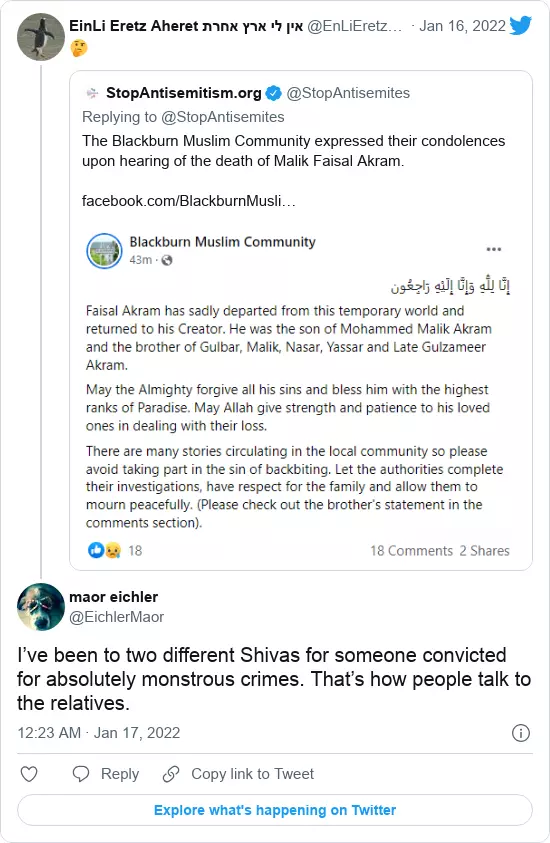 EinLi Eretz Aheret אין לי ארץ אחרת @EnLiEretz… · Jan 16, 2022
🤔
StopAntisemitism.org @StopAntisemites
Replying to @StopAntisemites
The Blackburn Muslim Community expressed their condolences
upon hearing of the death of Malik Faisal Akram.
facebook.com/BlackburnMusli…
Blackburn Muslim Community
43m ·
إِنَّا لِلَّهِ وَإِنَّا إِلَيْهِ رَاجِعُون
Faisal Akram has sadly departed from this temporary world and
returned to his Creator. He was the son of Mohammed Malik Akram
and the brother of Gulbar, Malik, Nasar, Yassar and Late Gulzameer
Akram.
May the Almighty forgive all his sins and bless him with the highest
ranks of Paradise. May Allah give strength and patience to his loved
ones in dealing with their loss.
There are many stories circulating in the local community so please
avoid taking part in the sin of backbiting. Let the authorities complete
their investigations, have respect for the family and allow them to
mourn peacefully. (Please check out the brother's statement in the
comments section).
18 18 Comments 2 Shares
maor eichler
@EichlerMaor
I’ve been to two different Shivas for someone convicted
for absolutely monstrous crimes. That’s how people talk to
the relatives.
12:23 AM · Jan 17, 2022
Reply Copy link to Tweet
Explore what's happening on Twitter